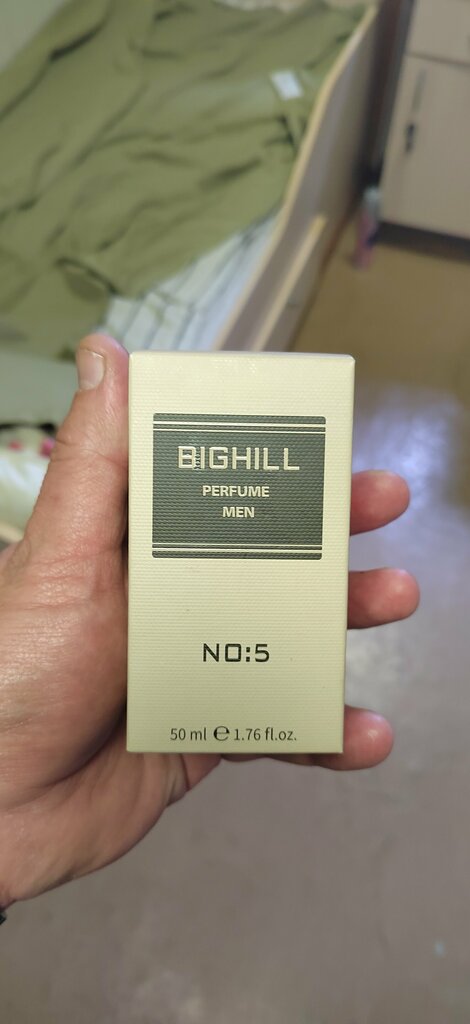 BIGHILL
PERFUME
MEN
NO:5
50 ml ℮ 1.76 fl.oz.